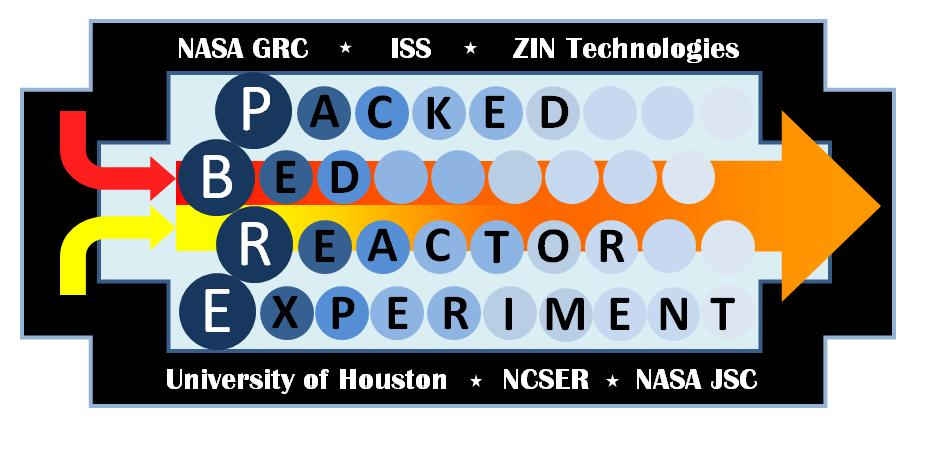 NASA GRC ★ ISS ★ ZIN Technologies
PACKED
BED
REACTOR
EXPERIMENT
University of Houston ★ NCSER ★ NASA JSC